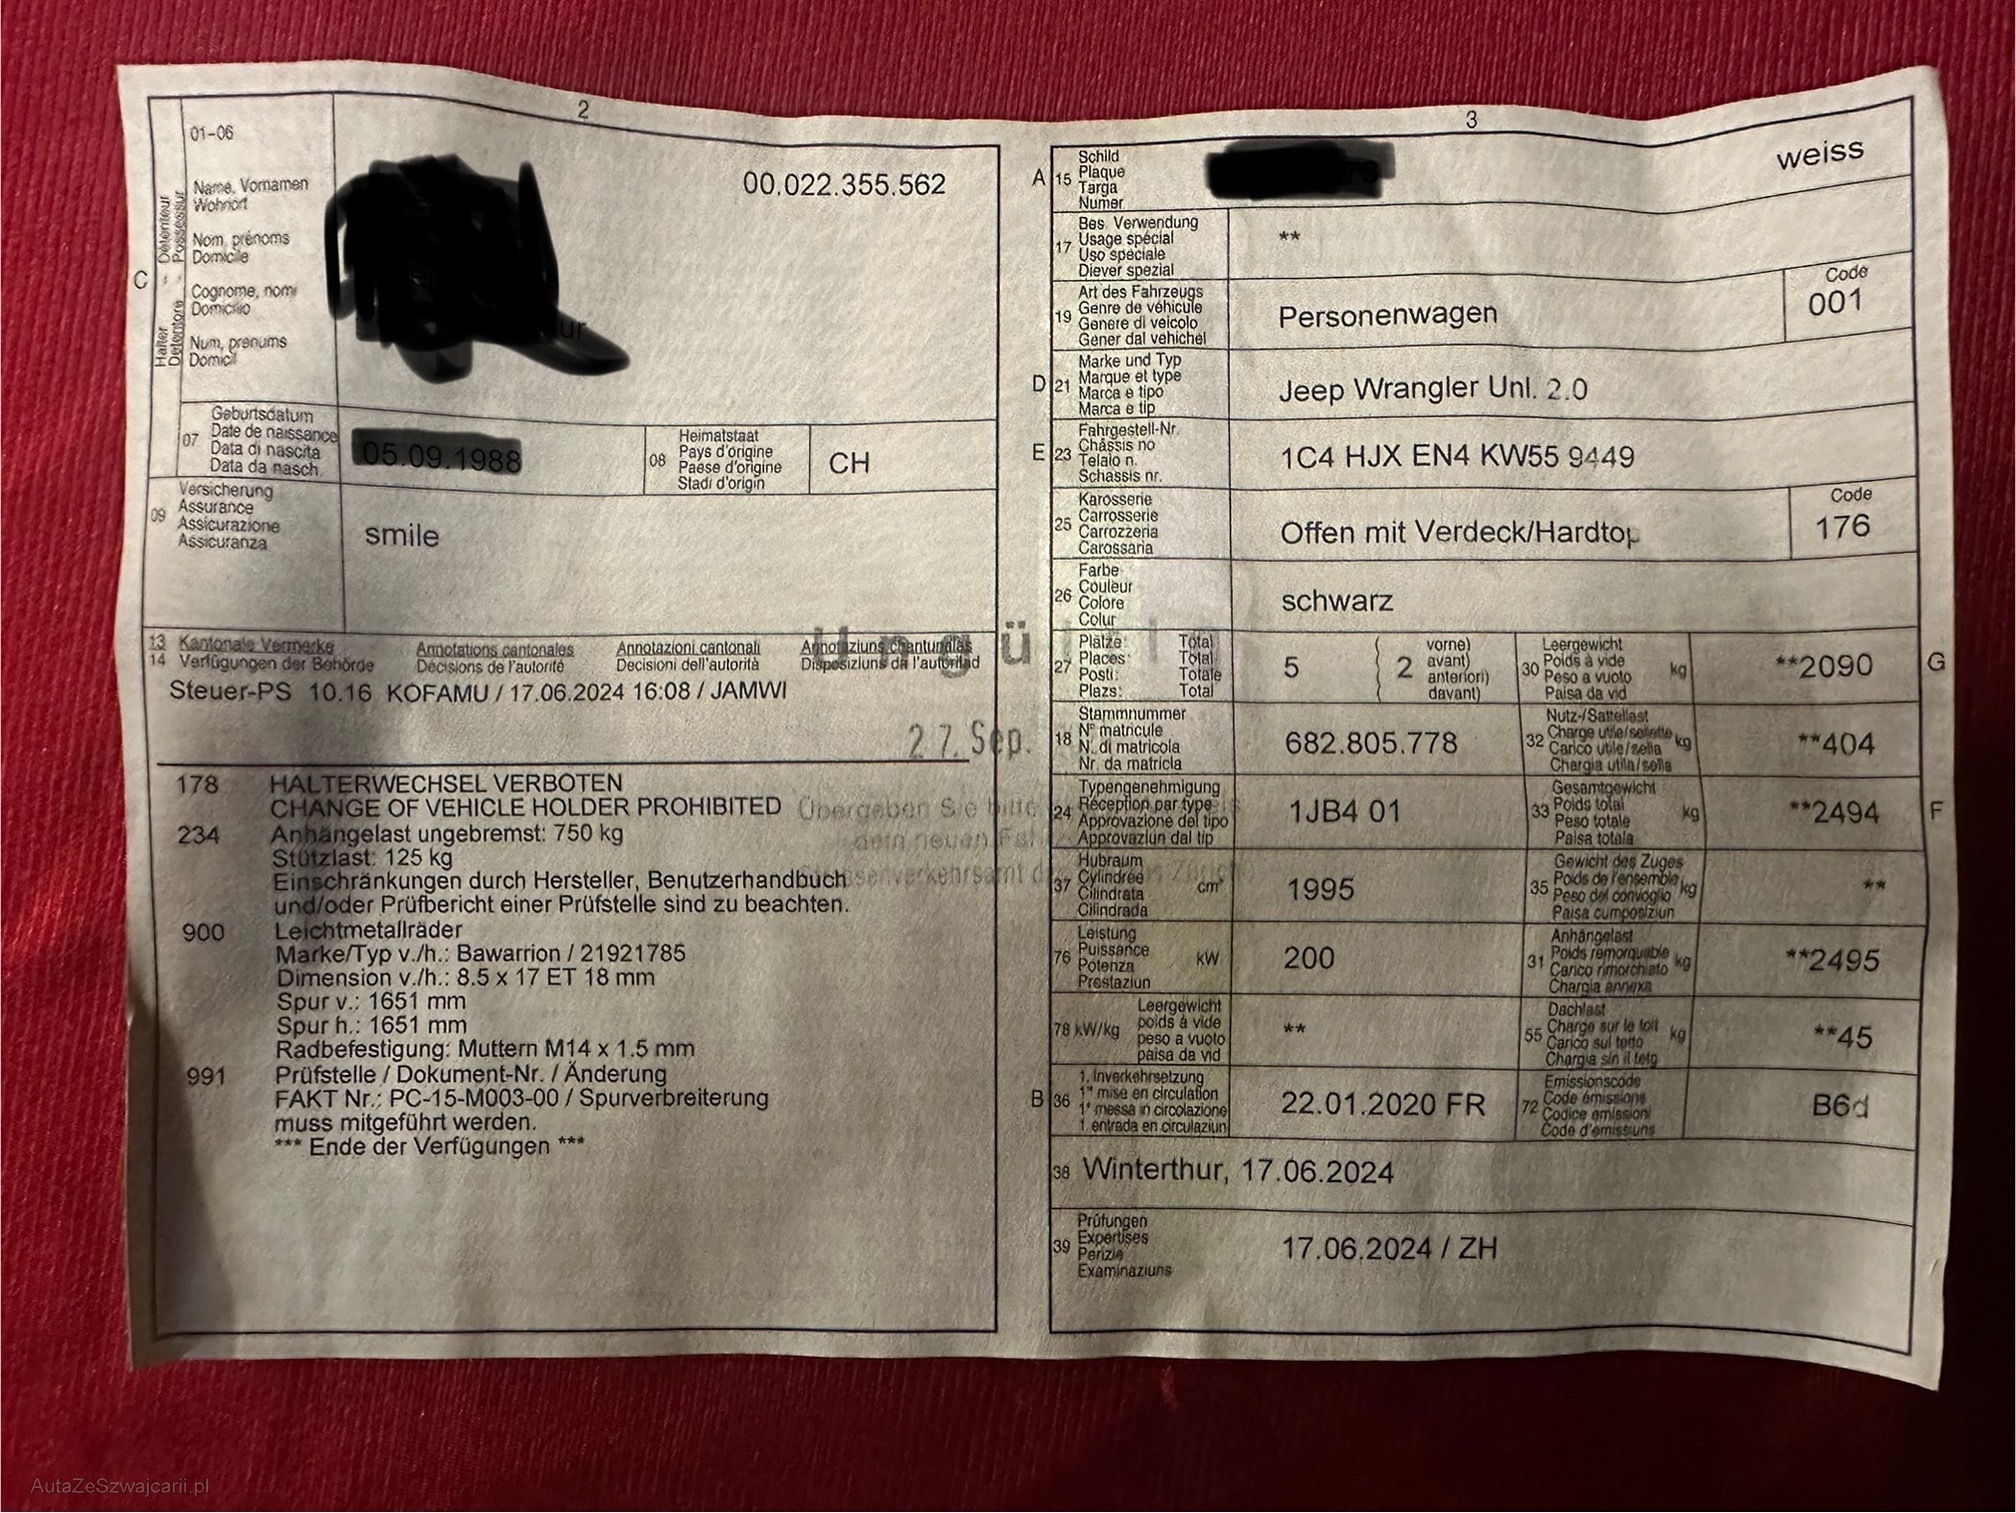 2
01-06
Name, Vornamen
Wohnort
Nom, prénoms
Domicile
Cognome, nomi
Domicilio
Num, prenums
Domicil
C
Halter · Détenteur
Detentore Possessur
00.022.355.562
07
Geburtsdatum
Date de naissance
Data di nascita
Data da nasch.
08
Heimatstaat
Pays d'origine
Paese d'origine
Stadi d'origin
CH
09
Versicherung
Assurance
Assicurazione
Assicuranza
smile
13 Kantonale Vermerke Annotations cantonales Annotazioni cantonali Annotaziuns chantunalas
14 Verfügungen der Behörde Décisions de l'autorité Decisioni dell'autorità Disposiziuns da l'autoritad
Steuer-PS 10.16 KOFAMU / 17.06.2024 16:08 / JAMWI
27. Sep.
178 HALTERWECHSEL VERBOTEN
CHANGE OF VEHICLE HOLDER PROHIBITED
Übergeben Sie bitte
dem neuen
234 Anhängelast ungebremst: 750 kg
Stützlast: 125 kg
Einschränkungen durch Hersteller, Benutzerhandbuch
und/oder Prüfbericht einer Prüfstelle sind zu beachten.
900 Leichtmetallräder
Marke/Typ v./h.: Bawarrion / 21921785
Dimension v./h.: 8.5 x 17 ET 18 mm
Spur v.: 1651 mm
Spur h.: 1651 mm
Radbefestigung: Muttern M14 x 1.5 mm
991 Prüfstelle / Dokument-Nr. / Änderung
FAKT Nr.: PC-15-M003-00 / Spurverbreiterung
muss mitgeführt werden.
*** Ende der Verfügungen ***
3
A 15
Schild
Plaque
Targa
Numer
weiss
17
Bes. Verwendung
Usage spécial
Uso speciale
Diever spezial
**
19
Art des Fahrzeugs
Genre de véhicule
Genere di veicolo
Gener dal vehichel
Personenwagen
Code
001
D 21
Marke und Typ
Marque et type
Marca e tipo
Marca e tip
Jeep Wrangler Unl. 2.0
E 23
Fahrgestell-Nr.
Châssis no
Telaio n.
Schassis nr.
1C4 HJX EN4 KW55 9449
25
Karosserie
Carrosserie
Carrozzeria
Carossaria
Offen mit Verdeck/Hardtop
Code
176
26
Farbe
Couleur
Colore
Colur
schwarz
27
Plätze: Total
Places: Total
Posti: Totale
Plazs: Total
5 ( 2
vorne)
avant)
anteriori)
davant)
30
Leergewicht
Poids à vide
Peso a vuoto
Paisa da vid
kg
**2090
G
18
Stammnummer
N° matricule
N. di matricola
Nr. da matricla
682.805.778
32
Nutz-/Sattellast
Charge utile/sellette
Carico utile/sella
Chargia utila/sella
kg
**404
24
Typengenehmigung
Réception par type
Approvazione del tipo
Approvaziun dal tip
1JB4 01
33
Gesamtgewicht
Poids total
Peso totale
Paisa totala
kg
**2494
F
37
Hubraum
Cylindrée
Cilindrata
Cilindrada
cm³
1995
35
Gewicht des Zuges
Poids de l'ensemble
Peso del convoglio
Paisa cumposiziun
kg
**
76
Leistung
Puissance
Potenza
Prestaziun
kW
200
31
Anhängelast
Poids remorquable
Carico rimorchiato
Chargia annexa
kg
**2495
78 kW/kg
Leergewicht
poids à vide
peso a vuoto
paisa da vid
**
55
Dachlast
Charge sur le toit
Carico sul tetto
Chargia sin il tetg
kg
**45
B 36
1. Inverkehrsetzung
1re mise en circulation
1a messa in circolazione
1. entrada en circulaziun
22.01.2020 FR
72
Emissionscode
Code émissions
Codice emissioni
Code d'emissiuns
B6d
38 Winterthur, 17.06.2024
39
Prüfungen
Expertises
Perizie
Examinaziuns
17.06.2024 / ZH
AutaZeSzwajcarii.pl